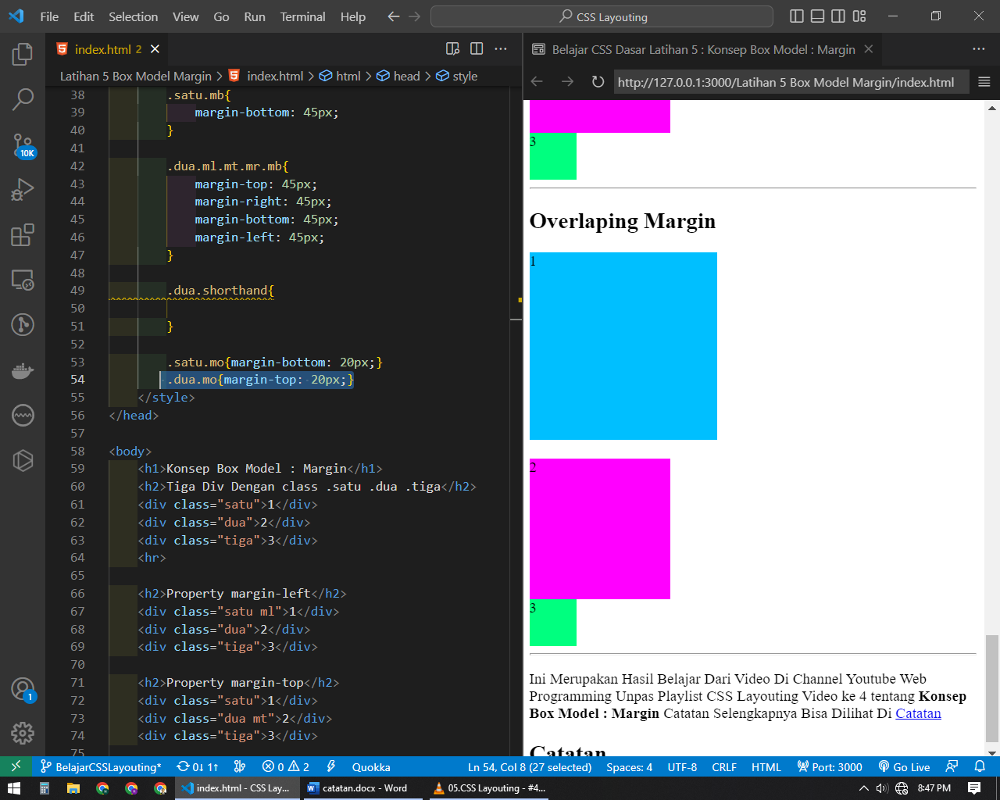 File Edit Selection View Go Run Terminal Help
CSS Layouting
index.html 2
Latihan 5 Box Model Margin > index.html > html > head > style
38 .satu.mb{
39 margin-bottom: 45px;
40 }
41
42 .dua.ml.mt.mr.mb{
43 margin-top: 45px;
44 margin-right: 45px;
45 margin-bottom: 45px;
46 margin-left: 45px;
47 }
48
49 .dua.shorthand{
50
51 }
52
53 .satu.mo{margin-bottom: 20px;}
54 .dua.mo{margin-top: 20px;}
55 </style>
56 </head>
57
58 <body>
59 <h1>Konsep Box Model : Margin</h1>
60 <h2>Tiga Div Dengan class .satu .dua .tiga</h2>
61 <div class="satu">1</div>
62 <div class="dua">2</div>
63 <div class="tiga">3</div>
64 <hr>
65
66 <h2>Property margin-left</h2>
67 <div class="satu ml">1</div>
68 <div class="dua">2</div>
69 <div class="tiga">3</div>
70
71 <h2>Property margin-top</h2>
72 <div class="satu">1</div>
73 <div class="dua mt">2</div>
74 <div class="tiga">3</div>
75
10K
1
Belajar CSS Dasar Latihan 5 : Konsep Box Model : Margin
http://127.0.0.1:3000/Latihan 5 Box Model Margin/index.html
3
Overlaping Margin
1
2
3
Ini Merupakan Hasil Belajar Dari Video Di Channel Youtube Web
Programming Unpas Playlist CSS Layouting Video ke 4 tentang Konsep
Box Model : Margin Catatan Selengkapnya Bisa Dilihat Di Catatan
Catatan
BelajarCSSLayouting* 0↓ 1↑ 0 2 Quokka Ln 54, Col 8 (27 selected) Spaces: 4 UTF-8 CRLF HTML Port: 3000 Go Live
index.html - CSS Lay... catatan.docx - Word 05.CSS Layouting - #4... 8:47 PM